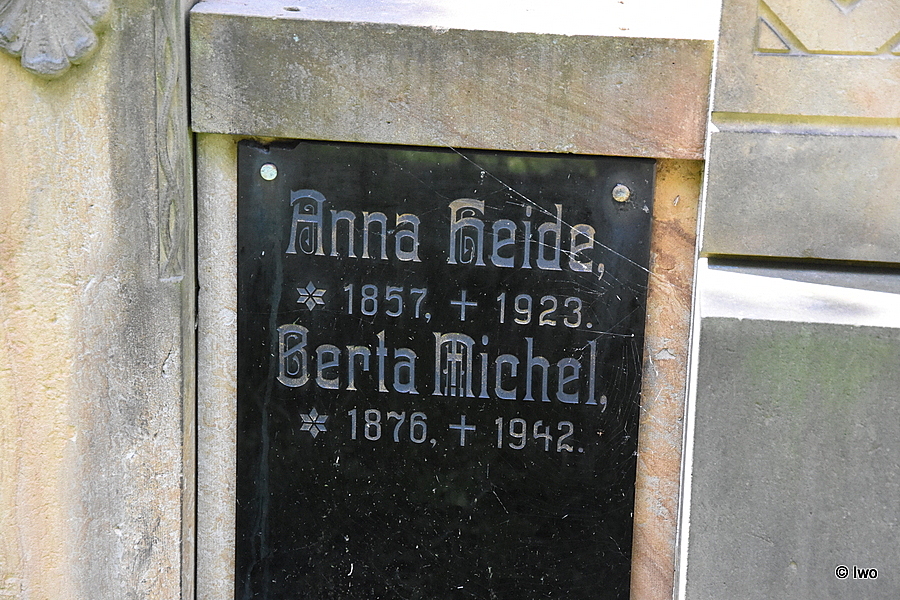 Anna Heide,
* 1857, † 1923.
Berta Michel,
* 1876, † 1942.
© Iwo